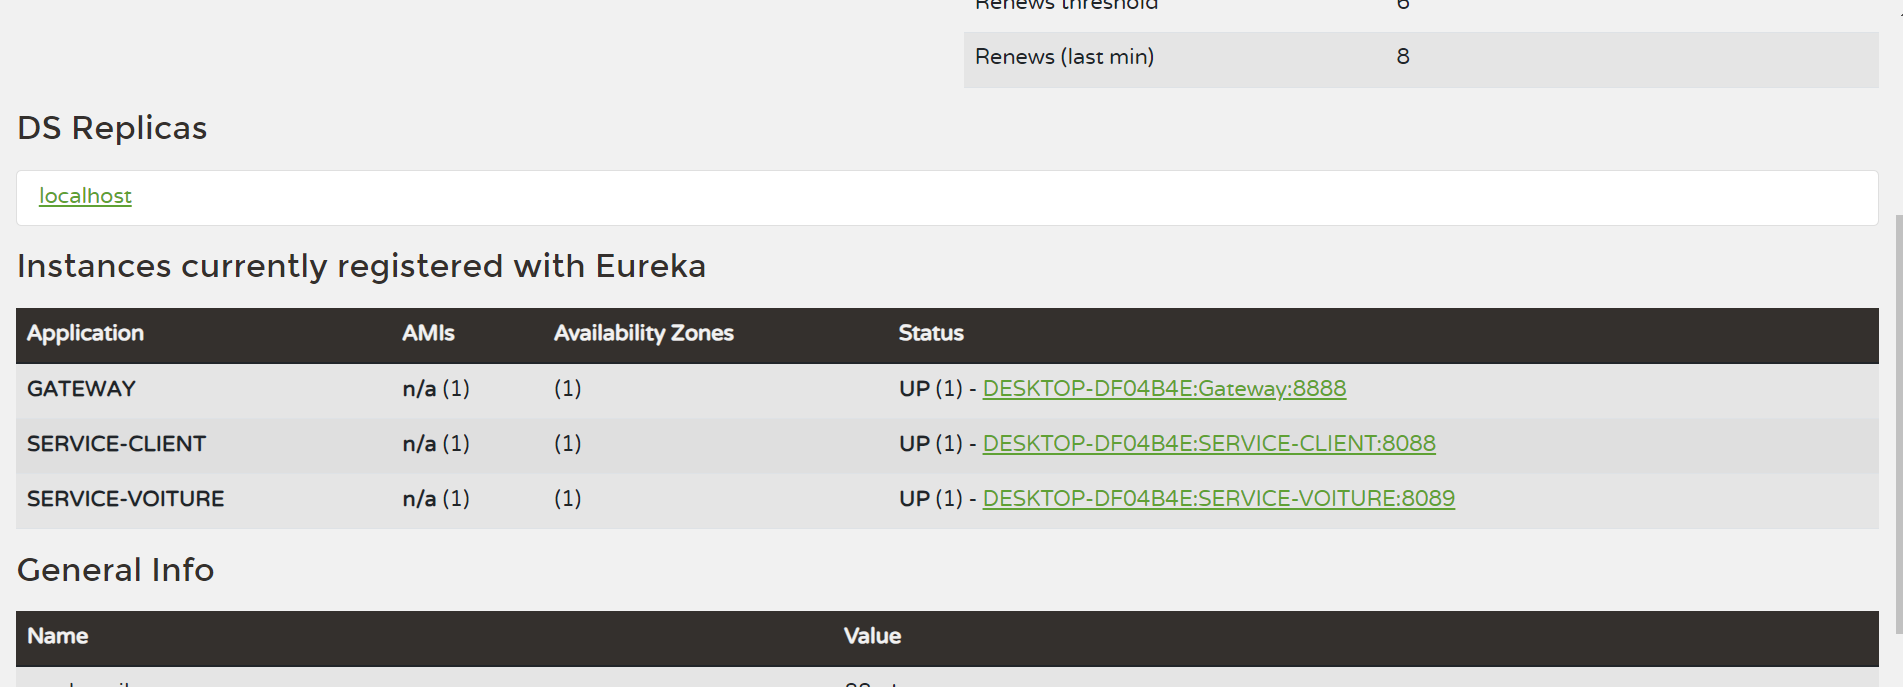 Renews threshold 6
Renews (last min) 8
DS Replicas
localhost
Instances currently registered with Eureka
Application AMIs Availability Zones Status
GATEWAY n/a (1) (1) UP (1) - DESKTOP-DF04B4E:Gateway:8888
SERVICE-CLIENT n/a (1) (1) UP (1) - DESKTOP-DF04B4E:SERVICE-CLIENT:8088
SERVICE-VOITURE n/a (1) (1) UP (1) - DESKTOP-DF04B4E:SERVICE-VOITURE:8089
General Info
Name Value